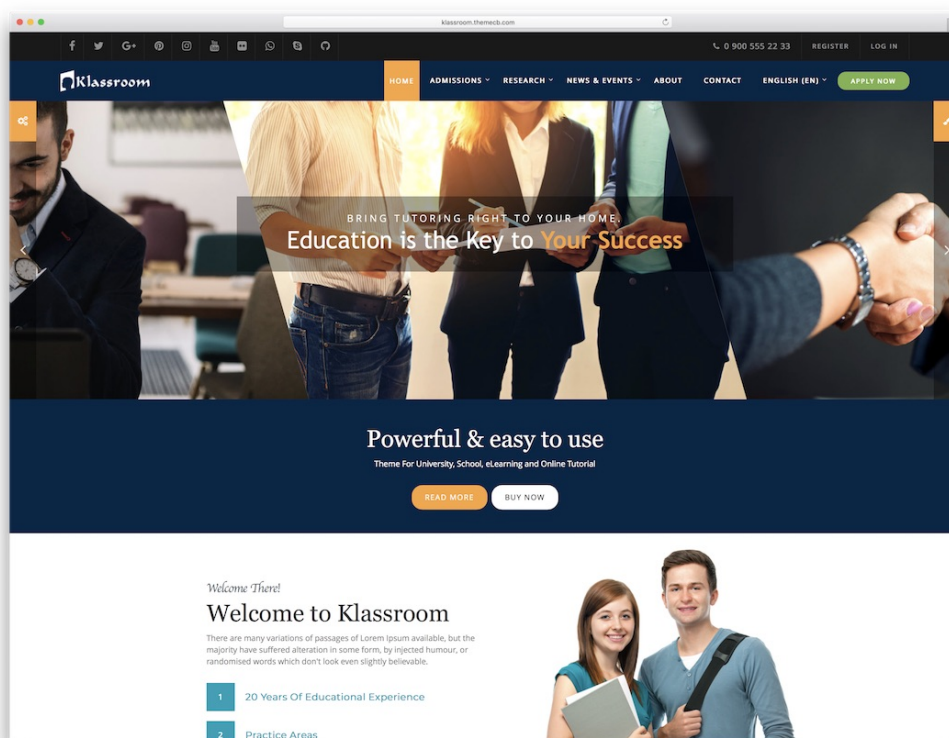 klassroom.themecb.com
0 900 555 22 33 REGISTER LOG IN
Klassroom HOME ADMISSIONS RESEARCH NEWS & EVENTS ABOUT CONTACT ENGLISH (EN) APPLY NOW
BRING TUTORING RIGHT TO YOUR HOME.
Education is the Key to Your Success
Powerful & easy to use
Theme For University, School, eLearning and Online Tutorial
READ MORE BUY NOW
Welcome There!
Welcome to Klassroom
There are many variations of passages of Lorem Ipsum available, but the
majority have suffered alteration in some form, by injected humour, or
randomised words which don't look even slightly believable.
1 20 Years Of Educational Experience
2 Practice Areas